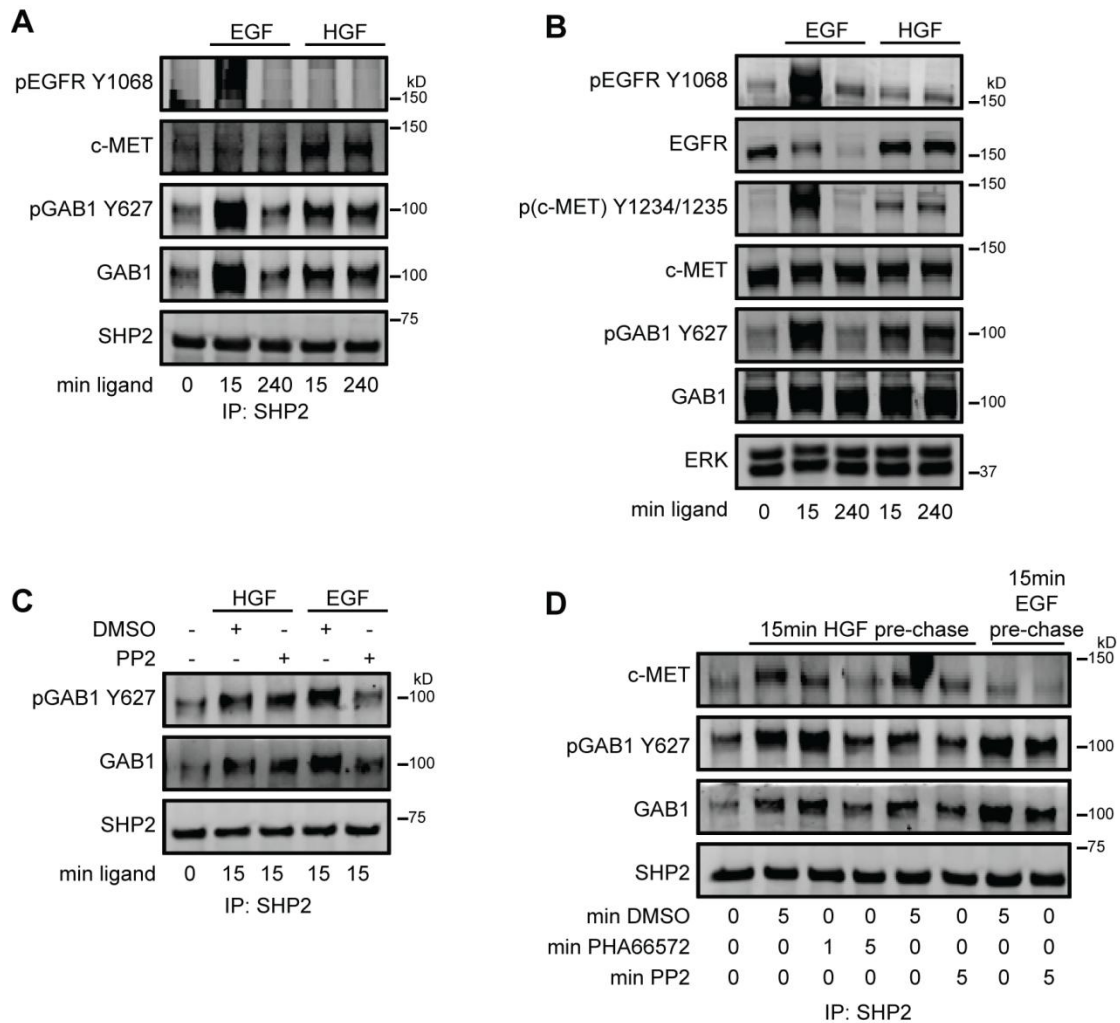 A
EGF HGF
pEGFR Y1068
kD
150
c-MET
150
pGAB1 Y627
100
GAB1
100
SHP2
75
min ligand 0 15 240 15 240
IP: SHP2
B
EGF HGF
pEGFR Y1068
kD
150
EGFR
150
p(c-MET) Y1234/1235
150
c-MET
150
pGAB1 Y627
100
GAB1
100
ERK
37
min ligand 0 15 240 15 240
C
HGF EGF
DMSO - + - + -
PP2 - - + - +
kD
pGAB1 Y627
100
GAB1
100
SHP2
75
min ligand 0 15 15 15 15
IP: SHP2
D
15min
EGF
15min HGF pre-chase pre-chase
kD
c-MET
150
pGAB1 Y627
100
GAB1
100
SHP2
75
min DMSO 0 5 0 0 5 0 5 0
min PHA66572 0 0 1 5 0 0 0 0
min PP2 0 0 0 0 0 5 0 5
IP: SHP2